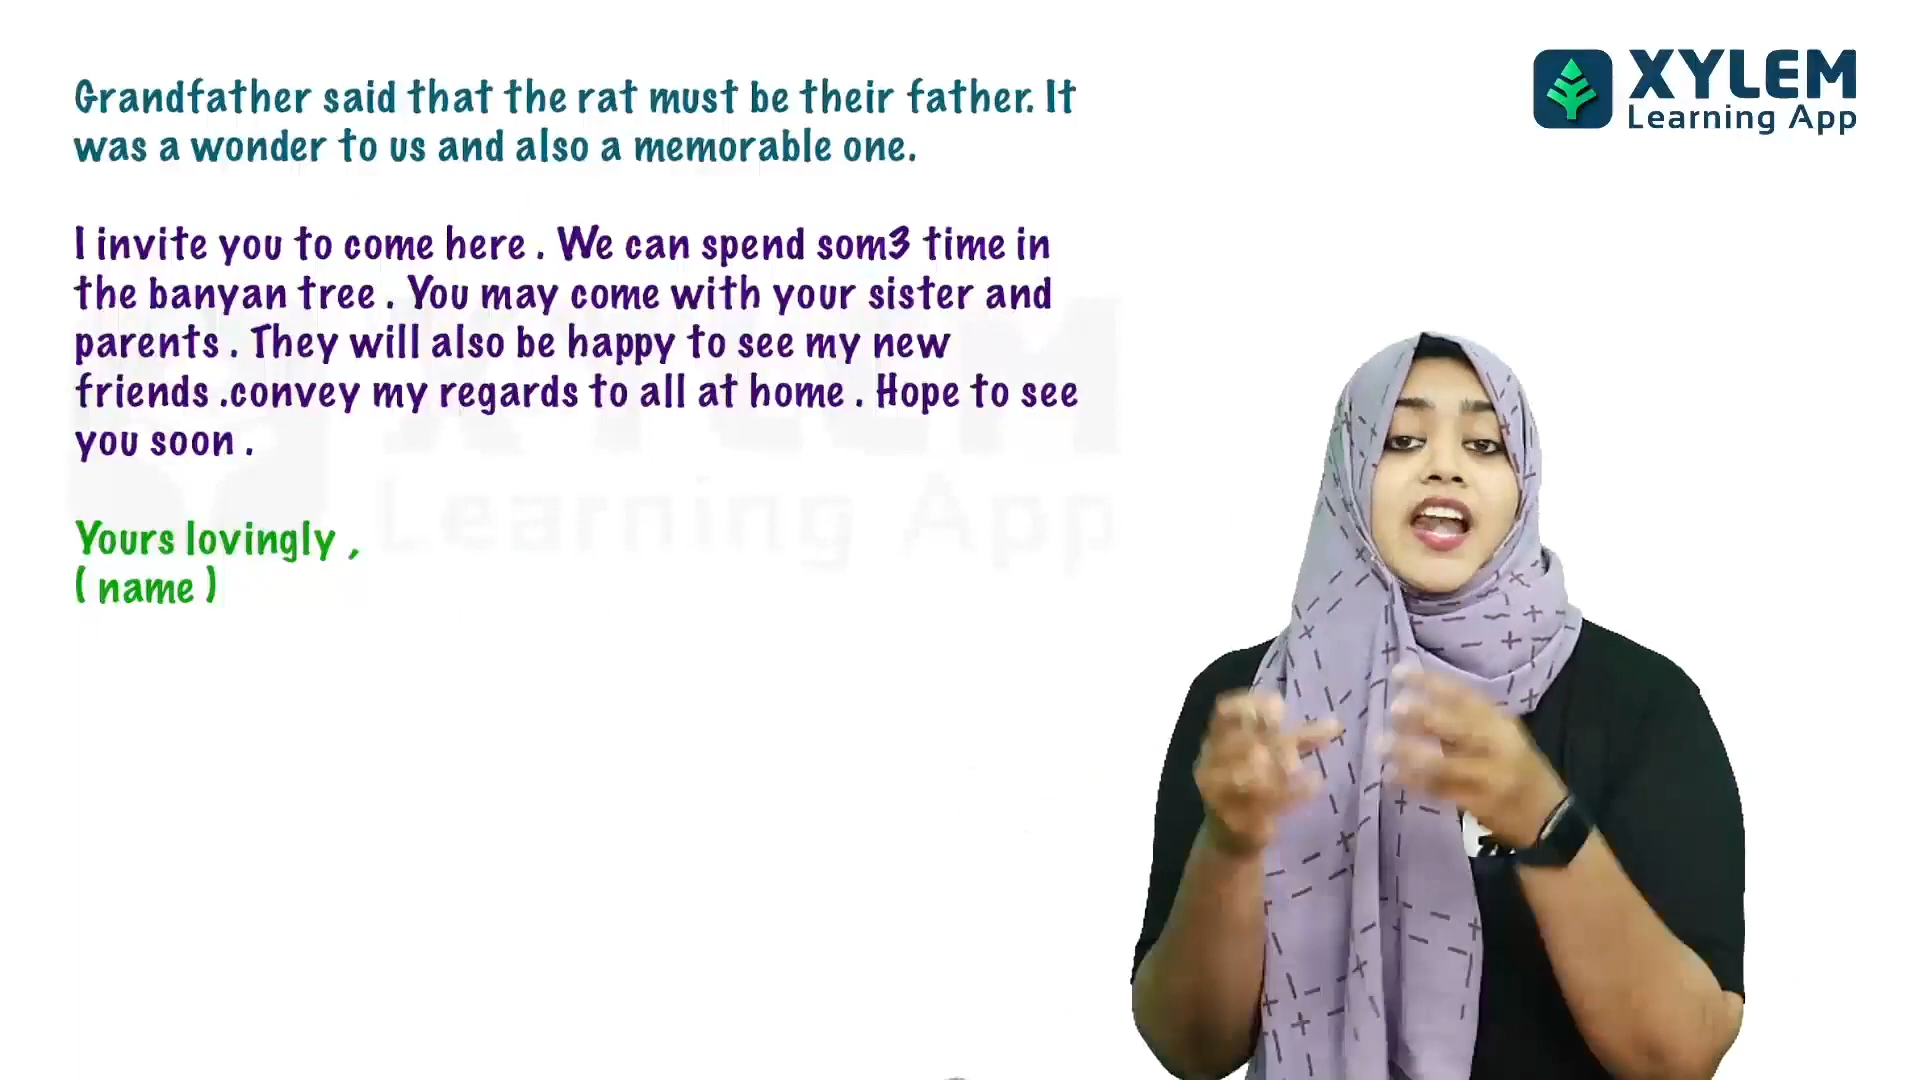 XYLEM
Learning App
Grandfather said that the rat must be their father. It
was a wonder to us and also a memorable one.
I invite you to come here . We can spend som3 time in
the banyan tree . You may come with your sister and
parents . They will also be happy to see my new
friends .convey my regards to all at home . Hope to see
you soon .
Yours lovingly ,
( name )
XYLEM
Learning App